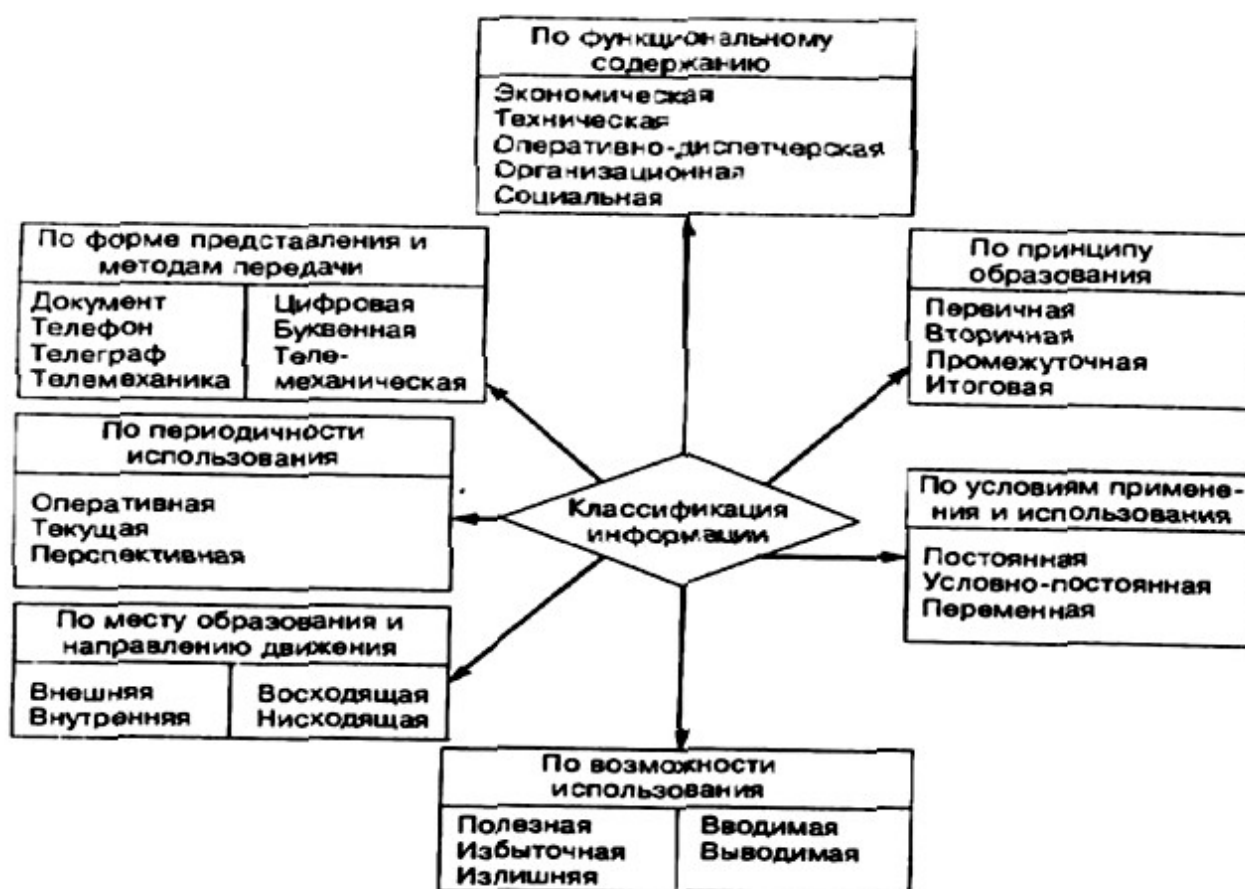 По функциональному
содержанию
Экономическая
Техническая
Оперативно-диспетчерская
Организационная
Социальная
По форме представления и
методам передачи
Документ
Телефон
Телеграф
Телемеханика
Цифровая
Буквенная
Теле-
механическая
По принципу
образования
Первичная
Вторичная
Промежуточная
Итоговая
По периодичности
использования
Оперативная
Текущая
Перспективная
Классификация
информации
По условиям примене-
ния и использования
Постоянная
Условно-постоянная
Переменная
По месту образования и
направлению движения
Внешняя
Внутренняя
Восходящая
Нисходящая
По возможности
использования
Полезная
Избыточная
Излишняя
Вводимая
Выводимая